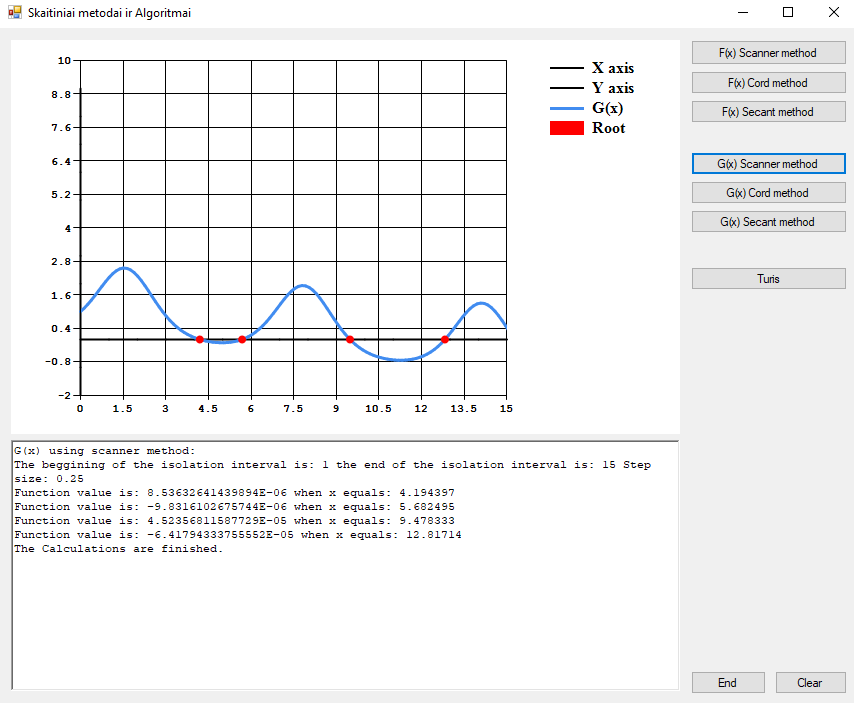 Skaitiniai metodai ir Algoritmai
10
8.8
7.6
6.4
5.2
4
2.8
1.6
0.4
-0.8
-2
0 1.5 3 4.5 6 7.5 9 10.5 12 13.5 15
X axis
Y axis
G(x)
Root
F(x) Scanner method
F(x) Cord method
F(x) Secant method
G(x) Scanner method
G(x) Cord method
G(x) Secant method
Turis
G(x) using scanner method:
The beggining of the isolation interval is: 1 the end of the isolation interval is: 15 Step
size: 0.25
Function value is: 8.53632641439894E-06 when x equals: 4.194397
Function value is: -9.8316102675744E-06 when x equals: 5.682495
Function value is: 4.52356811587729E-05 when x equals: 9.478333
Function value is: -6.41794333755552E-05 when x equals: 12.81714
The Calculations are finished.
End
Clear